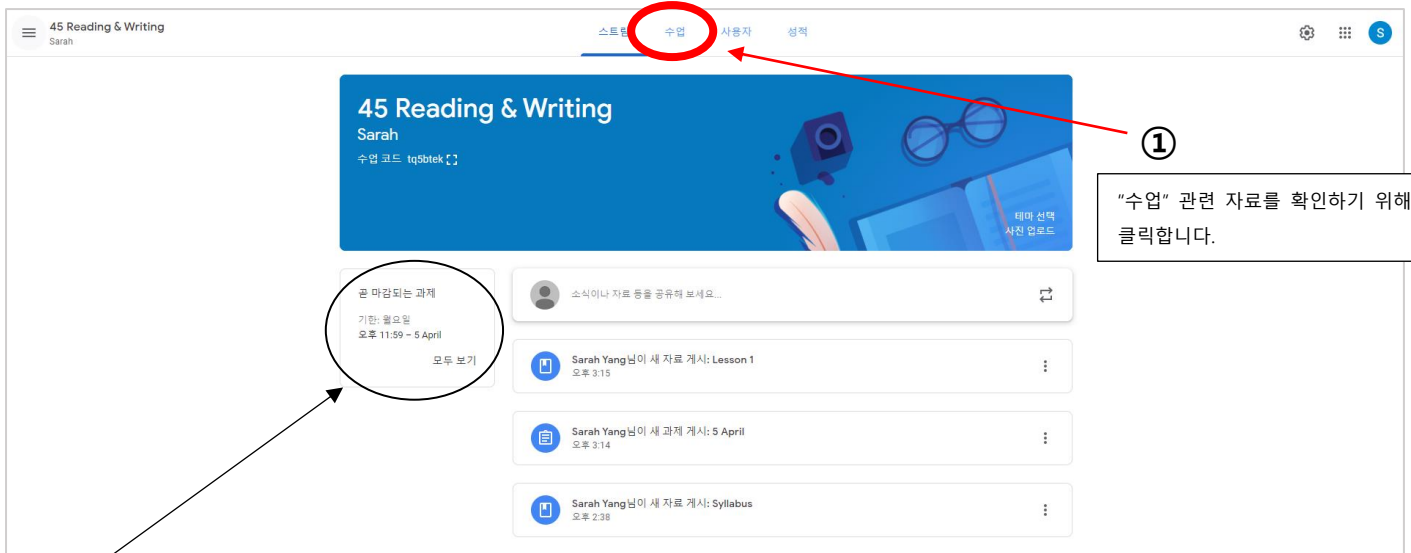 45 Reading & Writing
Sarah
스트림
수업
사용자
성적
S
45 Reading & Writing
Sarah
수업 코드 tq5btek
테마 선택
사진 업로드
①
"수업" 관련 자료를 확인하기 위해
클릭합니다.
곧 마감되는 과제
기한: 월요일
오후 11:59 – 5 April
모두 보기
소식이나 자료 등을 공유해 보세요...
Sarah Yang님이 새 자료 게시: Lesson 1
오후 3:15
Sarah Yang님이 새 과제 게시: 5 April
오후 3:14
Sarah Yang님이 새 자료 게시: Syllabus
오후 2:38